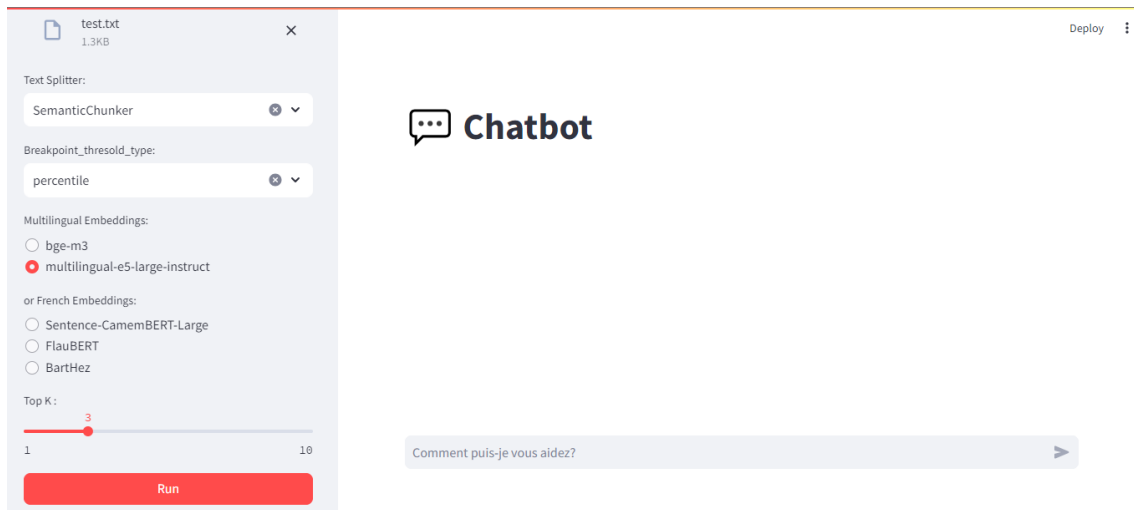 test.txt
1.3KB
Text Splitter:
SemanticChunker
Breakpoint_thresold_type:
percentile
Multilingual Embeddings:
bge-m3
multilingual-e5-large-instruct
or French Embeddings:
Sentence-CamemBERT-Large
FlauBERT
BartHez
Top K :
3
1 10
Run
Deploy
Chatbot
Comment puis-je vous aidez?